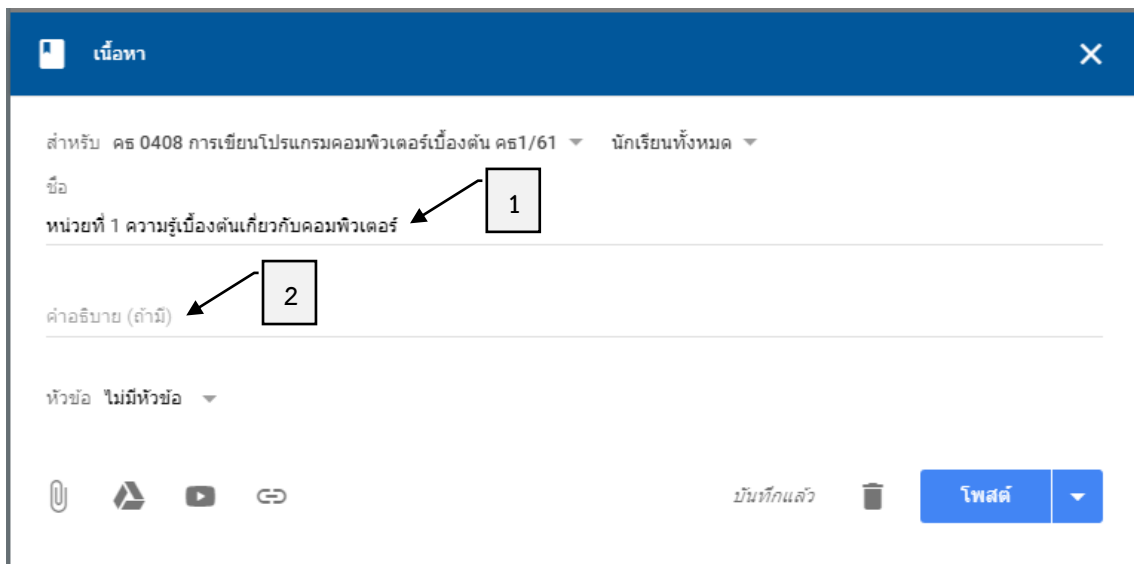 เนื้อหา
สำหรับ คธ 0408 การเขียนโปรแกรมคอมพิวเตอร์เบื้องต้น คธ1/61 นักเรียนทั้งหมด
ชื่อ
1
หน่วยที่ 1 ความรู้เบื้องต้นเกี่ยวกับคอมพิวเตอร์
2
คำอธิบาย (ถ้ามี)
หัวข้อ ไม่มีหัวข้อ
บันทึกแล้ว โพสต์